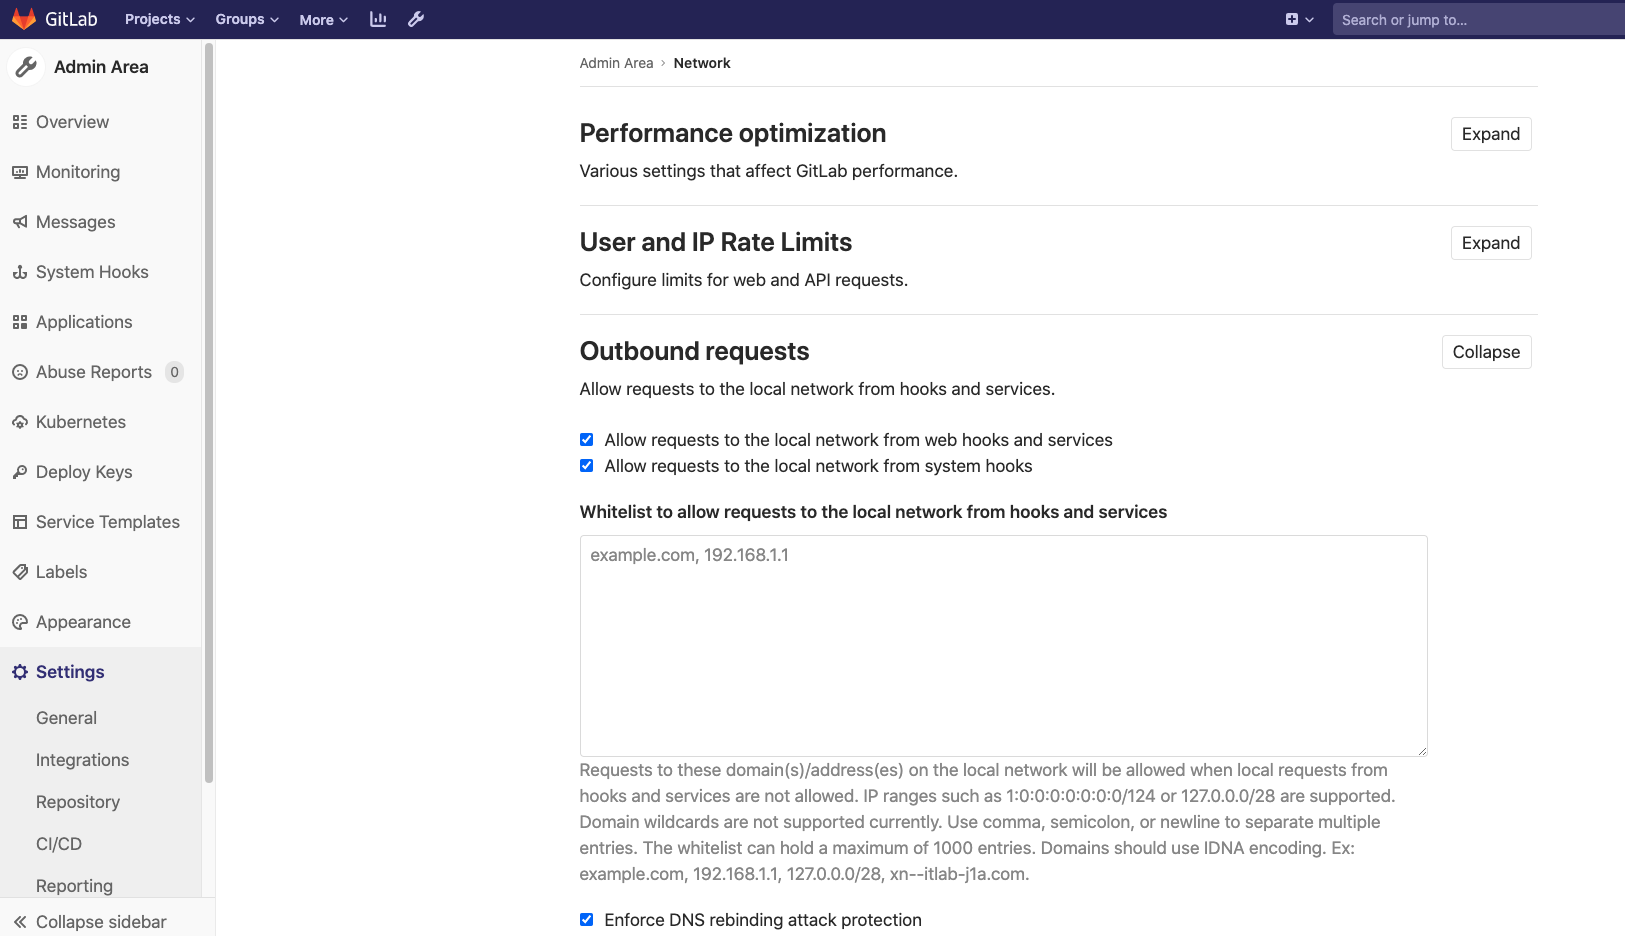 GitLab
Projects
Groups
More
Search or jump to...
Admin Area
Overview
Monitoring
Messages
System Hooks
Applications
Abuse Reports 0
Kubernetes
Deploy Keys
Service Templates
Labels
Appearance
Settings
General
Integrations
Repository
CI/CD
Reporting
Collapse sidebar
Admin Area › Network
Performance optimization
Expand
Various settings that affect GitLab performance.
User and IP Rate Limits
Expand
Configure limits for web and API requests.
Outbound requests
Collapse
Allow requests to the local network from hooks and services.
Allow requests to the local network from web hooks and services
Allow requests to the local network from system hooks
Whitelist to allow requests to the local network from hooks and services
example.com, 192.168.1.1
Requests to these domain(s)/address(es) on the local network will be allowed when local requests from
hooks and services are not allowed. IP ranges such as 1:0:0:0:0:0:0:0/124 or 127.0.0.0/28 are supported.
Domain wildcards are not supported currently. Use comma, semicolon, or newline to separate multiple
entries. The whitelist can hold a maximum of 1000 entries. Domains should use IDNA encoding. Ex:
example.com, 192.168.1.1, 127.0.0.0/28, xn--itlab-j1a.com.
Enforce DNS rebinding attack protection